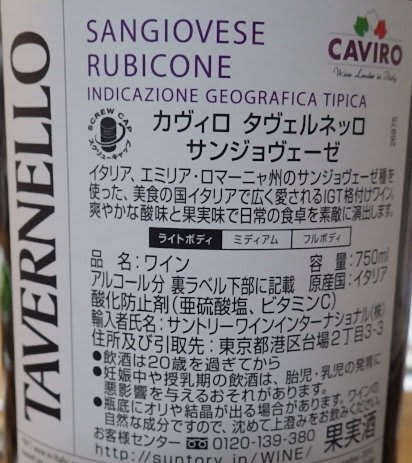 TAVERNELLO
SANGIOVESE
RUBICONE
INDICAZIONE GEOGRAFICA TIPICA
CAVIRO
Wine Leader in Italy
26975
SCREW CAP
スクリューキャップ
カヴィロ タヴェルネッロ
サンジョヴェーゼ
イタリア、エミリア・ロマーニャ州のサンジョヴェーゼ種を
使った、美食の国イタリアで広く愛されるIGT格付けワイン。
爽やかな酸味と果実味で日常の食卓を素敵に演出します。
ライトボディ ミディアム フルボディ
品 名：ワイン 容 量：750ml
アルコール分 裏ラベル下部に記載 原産国：イタリア
酸化防止剤（亜硫酸塩、ビタミンC）
輸入者氏名：サントリーワインインターナショナル(株)
住所及び引取先：東京都港区台場2丁目3-3
●飲酒は20歳を過ぎてから
●妊娠中や授乳期の飲酒は、胎児・乳児の発育に
悪影響を与えるおそれがあります。
●瓶底にオリや結晶が出る場合があります。ワインの
自然な成分ですので、沈めて上澄みをお飲みください。
お客様センター 0120-139-380 果実酒
http://suntory.jp/WINE/